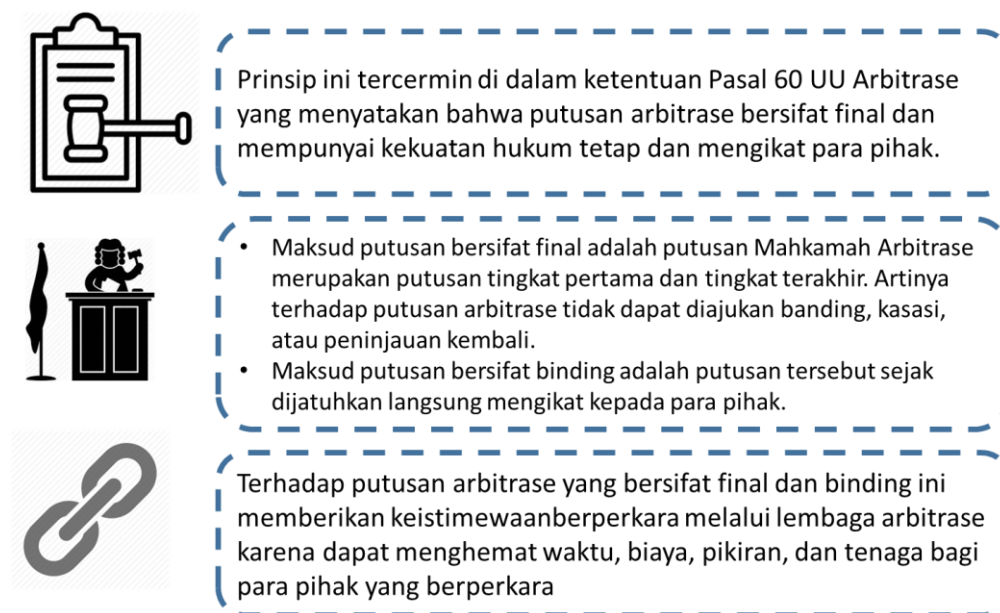 Prinsip ini tercermin di dalam ketentuan Pasal 60 UU Arbitrase
yang menyatakan bahwa putusan arbitrase bersifat final dan
mempunyai kekuatan hukum tetap dan mengikat para pihak.
• Maksud putusan bersifat final adalah putusan Mahkamah Arbitrase
merupakan putusan tingkat pertama dan tingkat terakhir. Artinya
terhadap putusan arbitrase tidak dapat diajukan banding, kasasi,
atau peninjauan kembali.
• Maksud putusan bersifat binding adalah putusan tersebut sejak
dijatuhkan langsung mengikat kepada para pihak.
Terhadap putusan arbitrase yang bersifat final dan binding ini
memberikan keistimewaanberperkara melalui lembaga arbitrase
karena dapat menghemat waktu, biaya, pikiran, dan tenaga bagi
para pihak yang berperkara